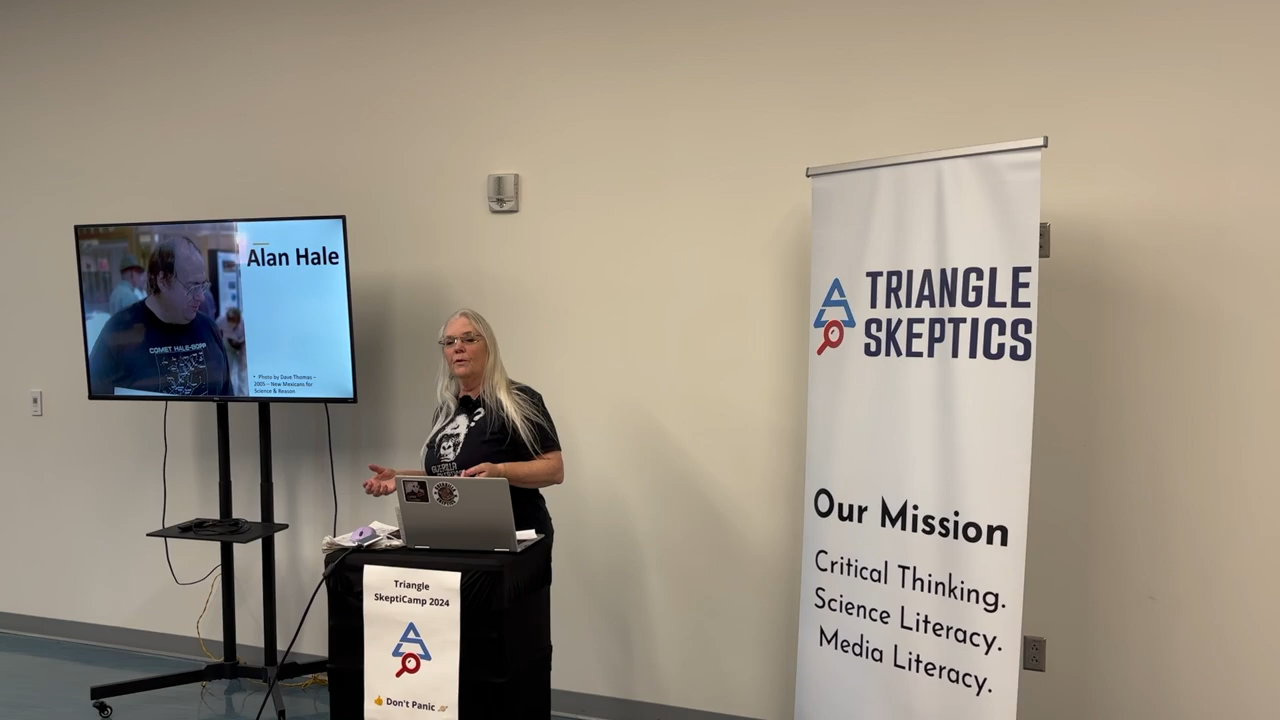 Alan Hale
COMET HALE-BOPP
• Photo by Dave Thomas –
2005 – New Mexicans for
Science & Reason
TRIANGLE
SKEPTICS
Our Mission
Critical Thinking.
Science Literacy.
Media Literacy.
GUERILLA
Triangle
SkeptiCamp 2024
👍 Don't Panic 🪐